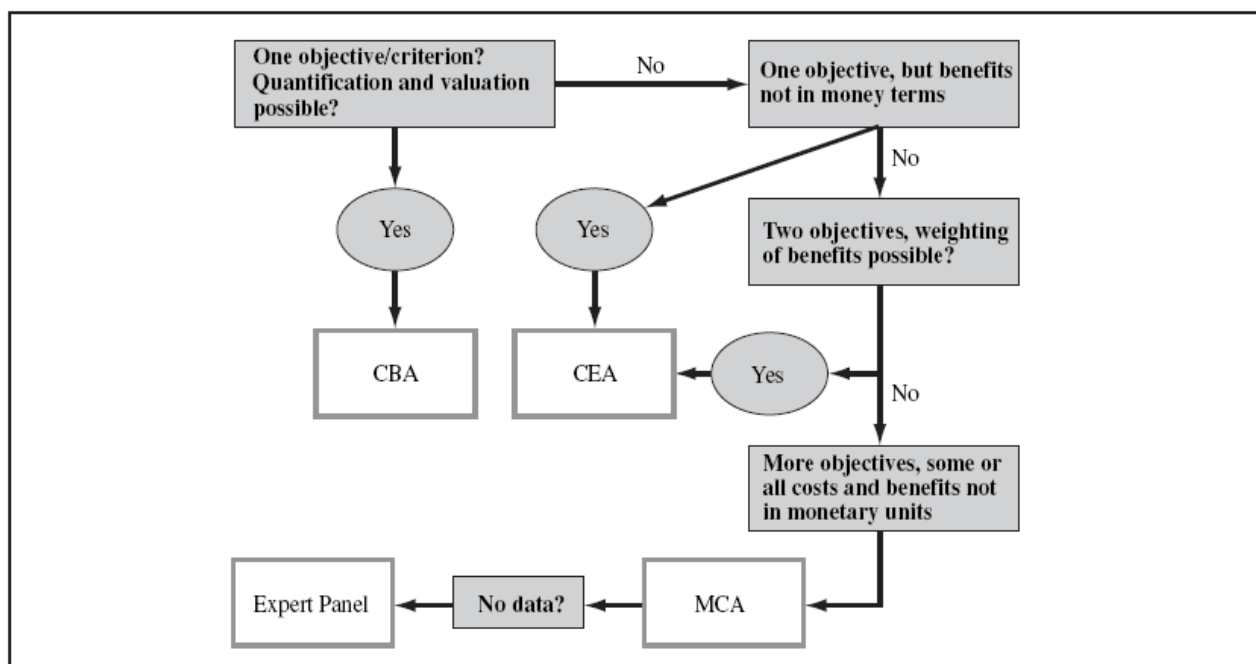 One objective/criterion?
Quantification and valuation
possible?
No
One objective, but benefits
not in money terms
No
Yes
Yes
Two objectives, weighting
of benefits possible?
CBA
CEA
Yes
No
More objectives, some or
all costs and benefits not
in monetary units
Expert Panel
No data?
MCA